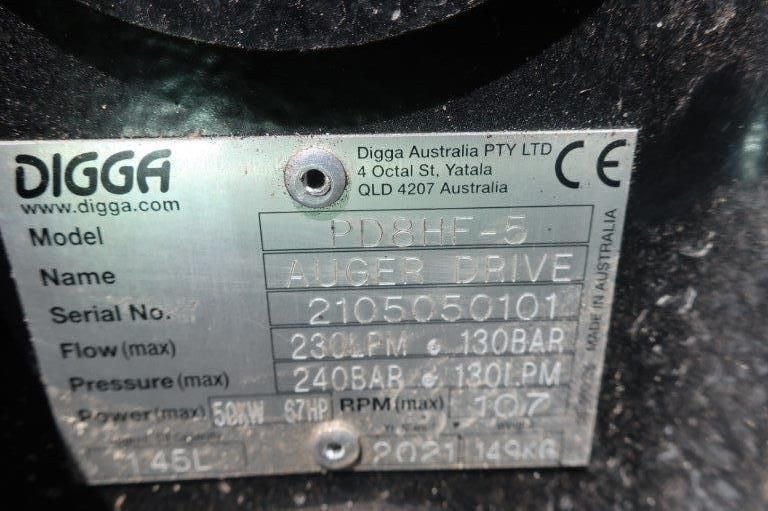 DIGGA
www.digga.com
Digga Australia PTY LTD
4 Octal St, Yatala
QLD 4207 Australia
CE
Model PD8HF-5
Name AUGER DRIVE
Serial No. 2105050101
Flow (max) 230LPM @ 130BAR
Pressure (max) 240BAR @ 130LPM
Power (max) 50KW 67HP RPM (max) 107
1.45L 2021 149KG
MADE IN AUSTRALIA